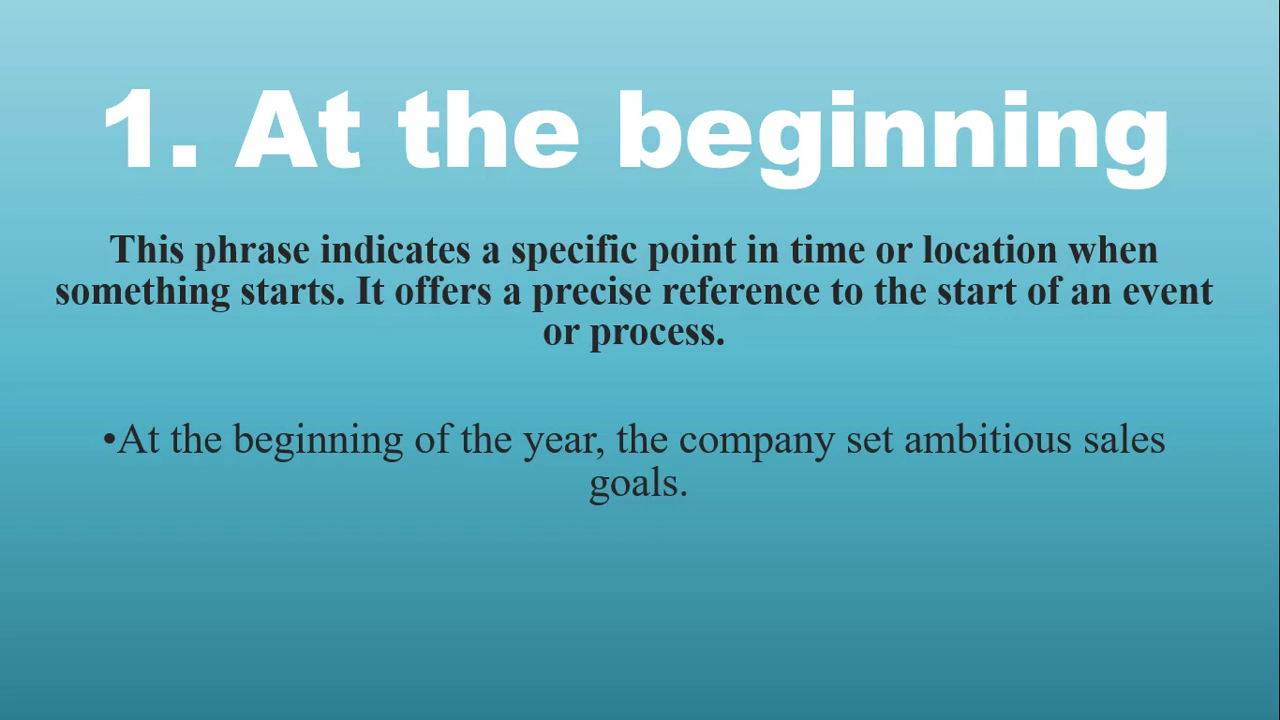 1. At the beginning
This phrase indicates a specific point in time or location when
something starts. It offers a precise reference to the start of an event
or process.
•At the beginning of the year, the company set ambitious sales
goals.